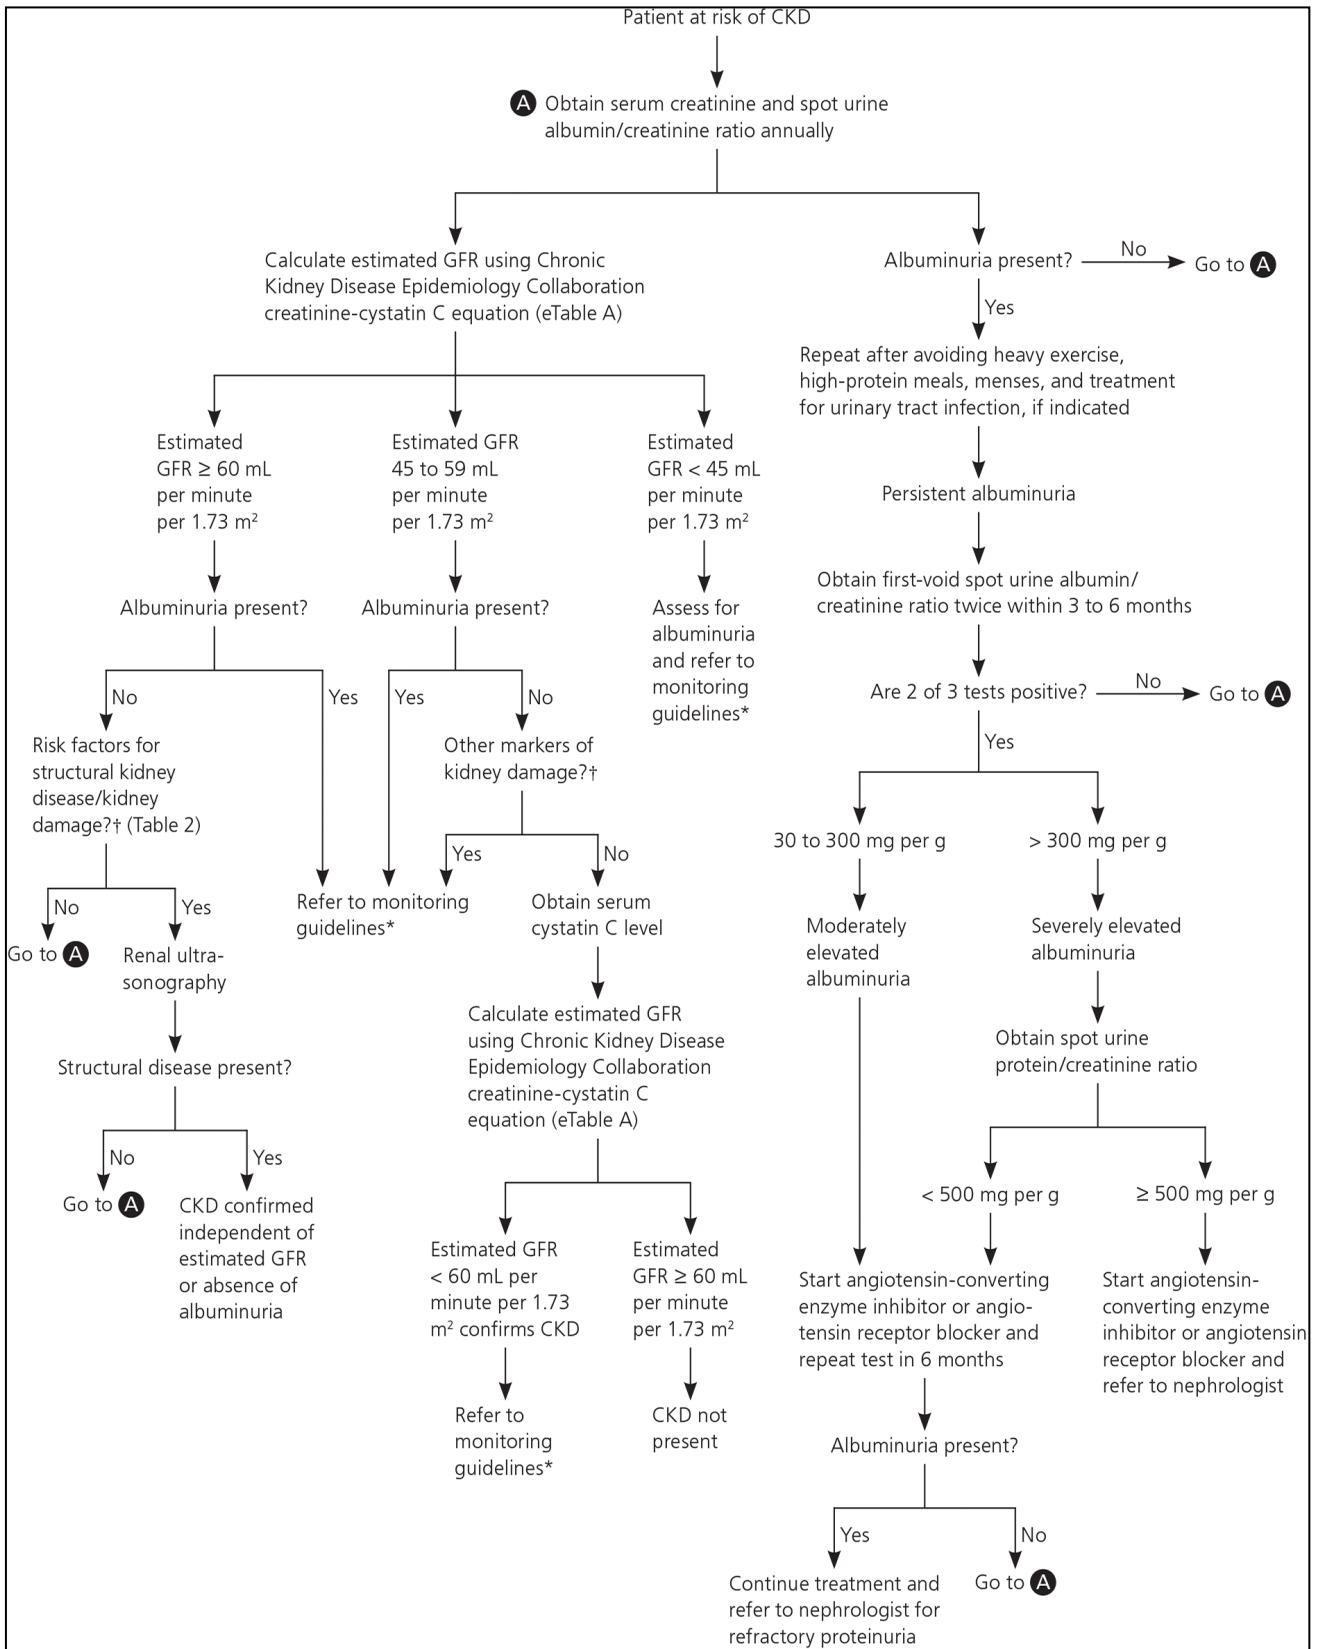 Patient at risk of CKD
A Obtain serum creatinine and spot urine
albumin/creatinine ratio annually
Calculate estimated GFR using Chronic
Kidney Disease Epidemiology Collaboration
creatinine-cystatin C equation (eTable A)
Albuminuria present?
No
Go to A
Yes
Repeat after avoiding heavy exercise,
high-protein meals, menses, and treatment
for urinary tract infection, if indicated
Persistent albuminuria
Obtain first-void spot urine albumin/
creatinine ratio twice within 3 to 6 months
Are 2 of 3 tests positive?
No
Go to A
Yes
Estimated
GFR ≥ 60 mL
per minute
per 1.73 m²
Estimated GFR
45 to 59 mL
per minute
per 1.73 m²
Estimated
GFR < 45 mL
per minute
per 1.73 m²
Albuminuria present?
Albuminuria present?
Assess for
albuminuria
and refer to
monitoring
guidelines*
No
Yes
Yes
No
Risk factors for
structural kidney
disease/kidney
damage?† (Table 2)
Other markers of
kidney damage?†
Yes
No
No
Yes
Refer to monitoring
guidelines*
Obtain serum
cystatin C level
Go to A
Renal ultra-
sonography
Structural disease present?
No
Yes
Go to A
CKD confirmed
independent of
estimated GFR
or absence of
albuminuria
Calculate estimated GFR
using Chronic Kidney Disease
Epidemiology Collaboration
creatinine-cystatin C
equation (eTable A)
Estimated GFR
< 60 mL per
minute per 1.73
m² confirms CKD
Estimated
GFR ≥ 60 mL
per minute
per 1.73 m²
Refer to
monitoring
guidelines*
CKD not
present
30 to 300 mg per g
> 300 mg per g
Moderately
elevated
albuminuria
Severely elevated
albuminuria
Obtain spot urine
protein/creatinine ratio
< 500 mg per g
≥ 500 mg per g
Start angiotensin-converting
enzyme inhibitor or angio-
tensin receptor blocker and
repeat test in 6 months
Start angiotensin-
converting enzyme
inhibitor or angiotensin
receptor blocker and
refer to nephrologist
Albuminuria present?
Yes
No
Continue treatment and
refer to nephrologist for
refractory proteinuria
Go to A